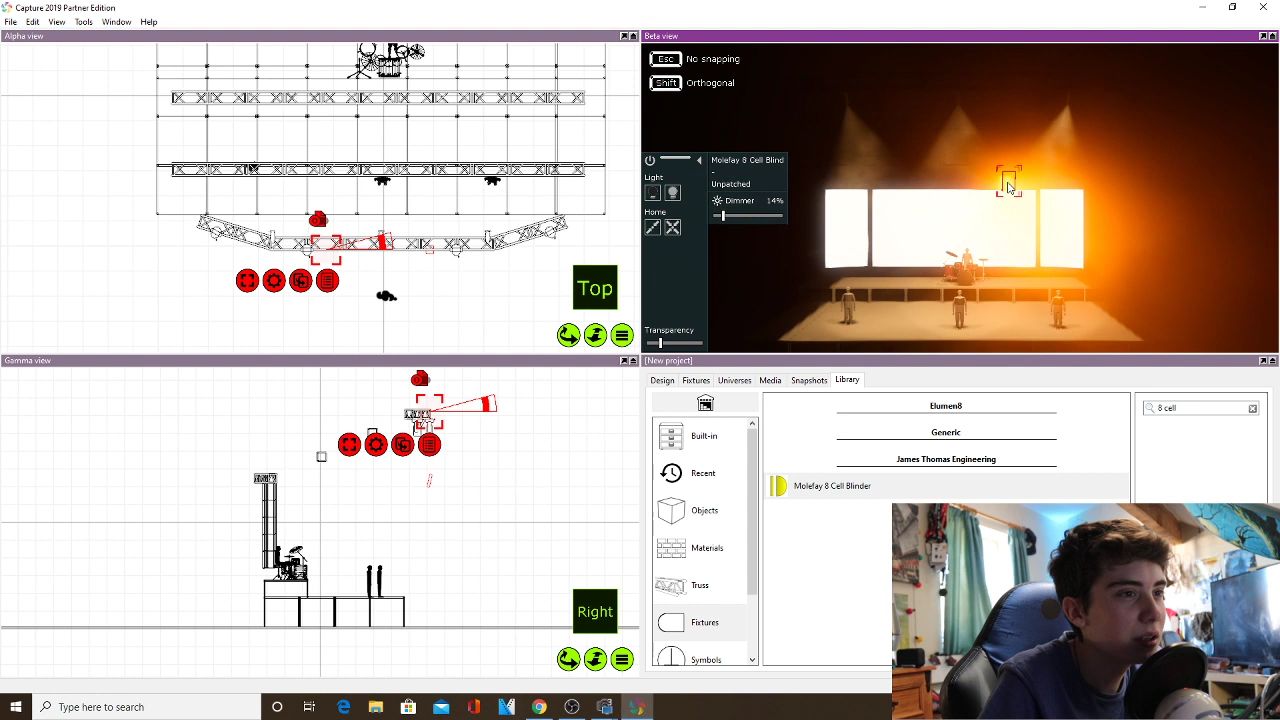 Capture 2019 Partner Edition
File Edit View Tools Window Help
Alpha view
Beta view
Esc No snapping
Shift Orthogonal
Molefay 8 Cell Blind
-
Light
Unpatched
Dimmer 14%
Home
Top
Transparency
Gamma view
[New project]
Design Fixtures Universes Media Snapshots Library
Elumen8
8 cell
Built-in
Generic
James Thomas Engineering
Recent
Molefay 8 Cell Blinder
Objects
Materials
Truss
Right
Fixtures
Symbols
Type here to search